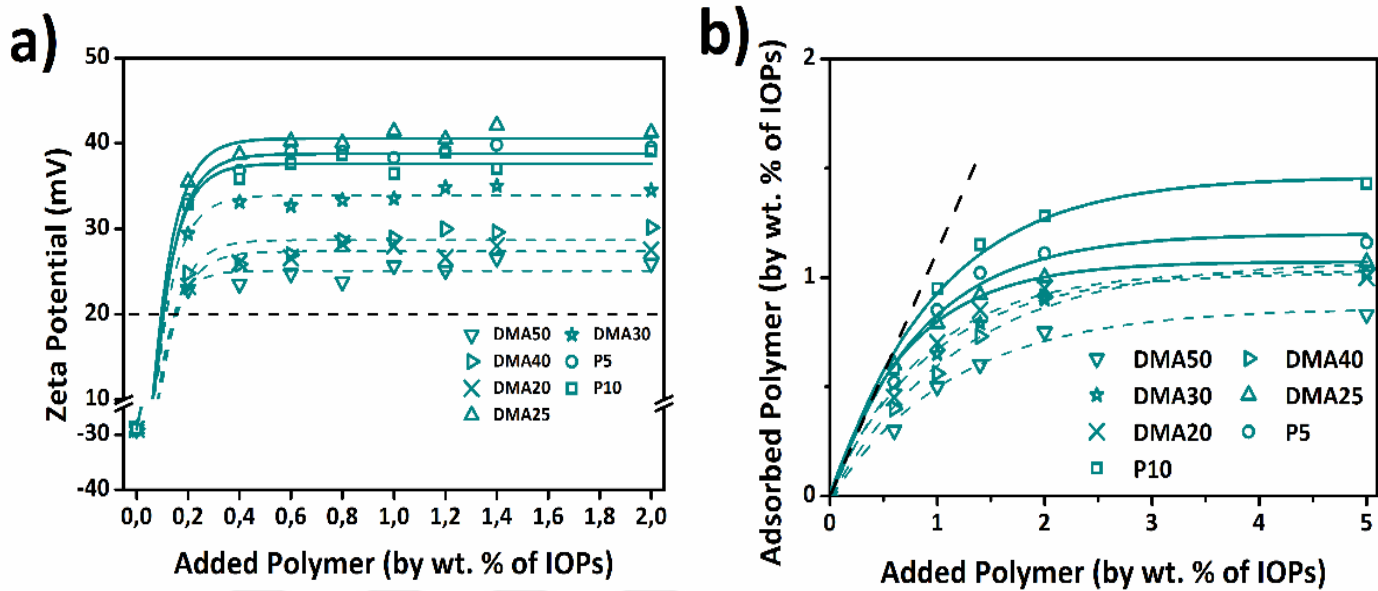 a)
Zeta Potential (mV)
50
40
30
20
10
-30
-40
DMA50 DMA30
DMA40 P5
DMA20 P10
DMA25
0,0 0,2 0,4 0,6 0,8 1,0 1,2 1,4 1,6 1,8 2,0
Added Polymer (by wt. % of IOPs)
b)
Adsorbed Polymer (by wt. % of IOPs)
2
1
0
DMA50 DMA40
DMA30 DMA25
DMA20 P5
P10
0 1 2 3 4 5
Added Polymer (by wt. % of IOPs)